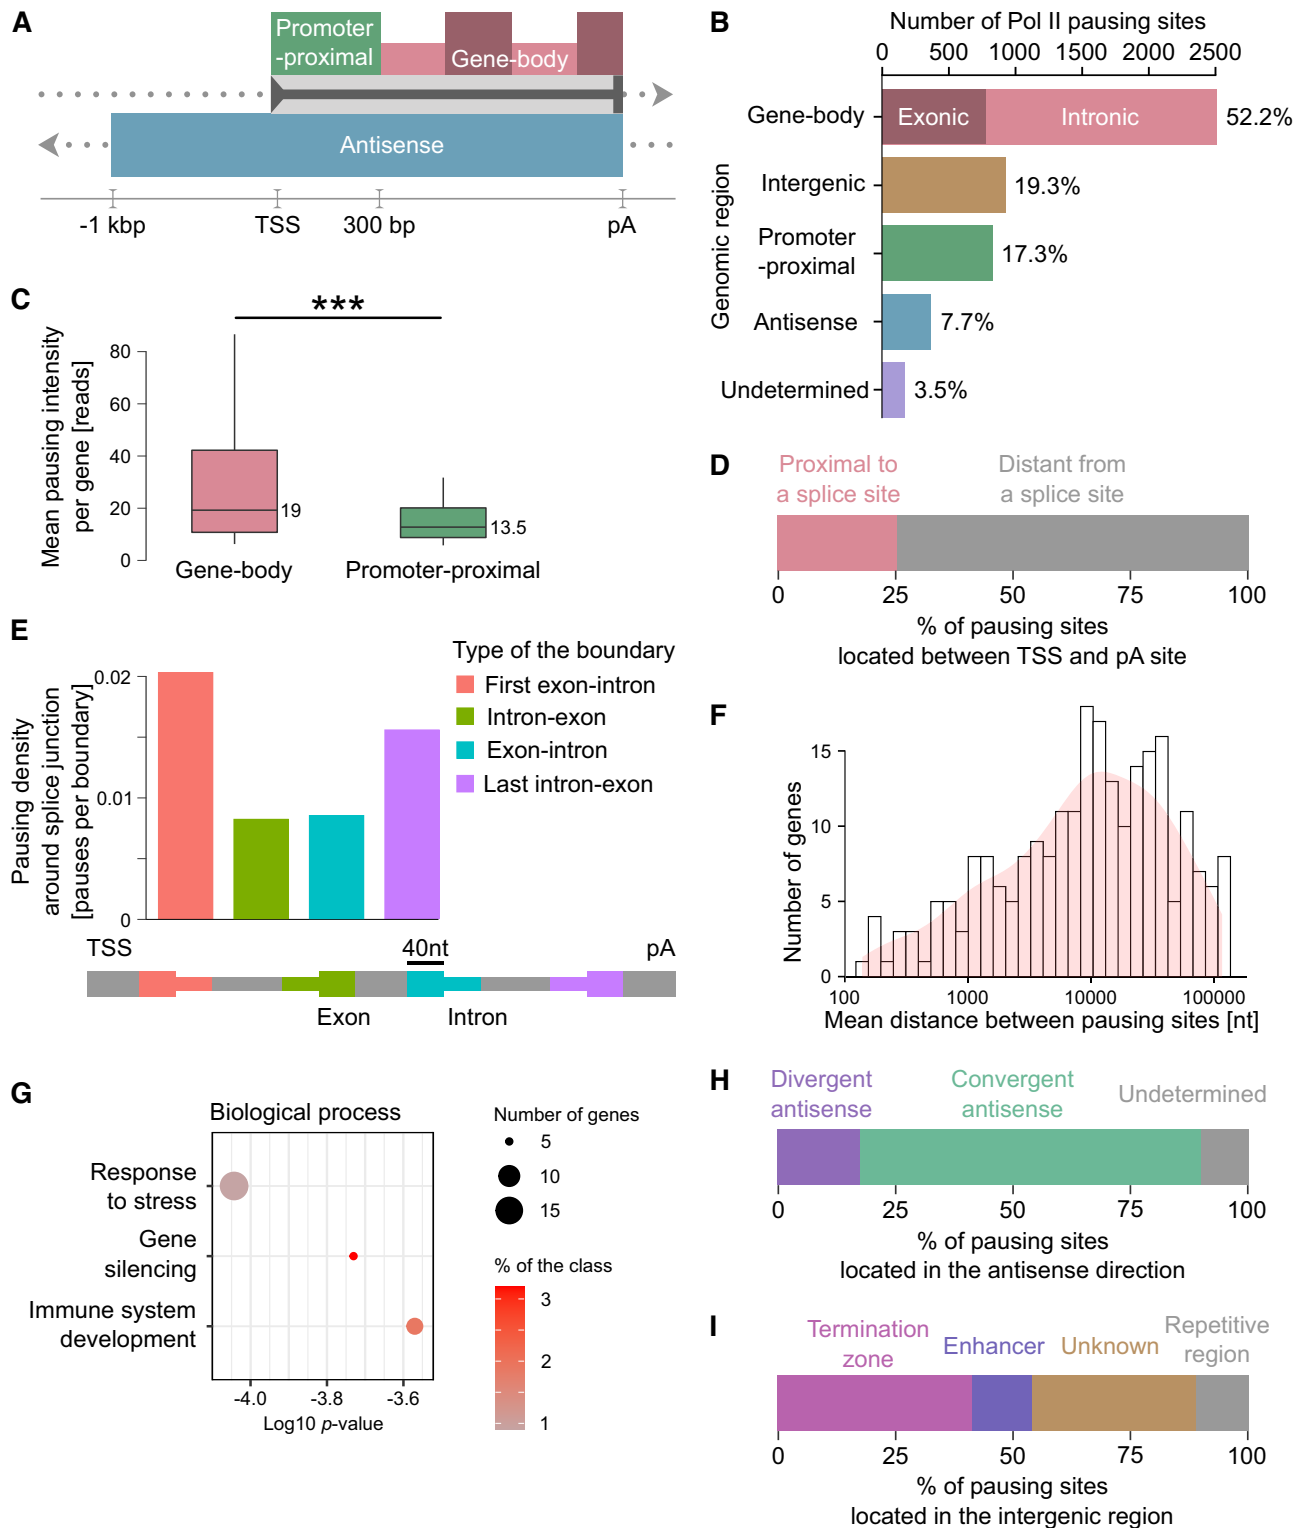 A
Promoter
-proximal
Gene-body
Antisense
-1 kbp
TSS
300 bp
pA
B
Number of Pol II pausing sites
0
500
1000
1500
2000
2500
Genomic region
Gene-body
Exonic
Intronic
52.2%
Intergenic
19.3%
Promoter
-proximal
17.3%
Antisense
7.7%
Undetermined
3.5%
C
Mean pausing intensity
per gene [reads]
***
80
60
40
20
0
19
13.5
Gene-body
Promoter-proximal
D
Proximal to
a splice site
Distant from
a splice site
0
25
50
75
100
% of pausing sites
located between TSS and pA site
E
Pausing density
around splice junction
[pauses per boundary]
0.02
0.01
0
Type of the boundary
First exon-intron
Intron-exon
Exon-intron
Last intron-exon
TSS
40nt
pA
Exon
Intron
F
Number of genes
15
10
5
0
100
1000
10000
100000
Mean distance between pausing sites [nt]
G
Biological process
Response
to stress
Gene
silencing
Immune system
development
-4.0
-3.8
-3.6
Log10 p-value
Number of genes
5
10
15
% of the class
3
2
1
H
Divergent
antisense
Convergent
antisense
Undetermined
0
25
50
75
100
% of pausing sites
located in the antisense direction
I
Termination
zone
Enhancer
Unknown
Repetitive
region
0
25
50
75
100
% of pausing sites
located in the intergenic region